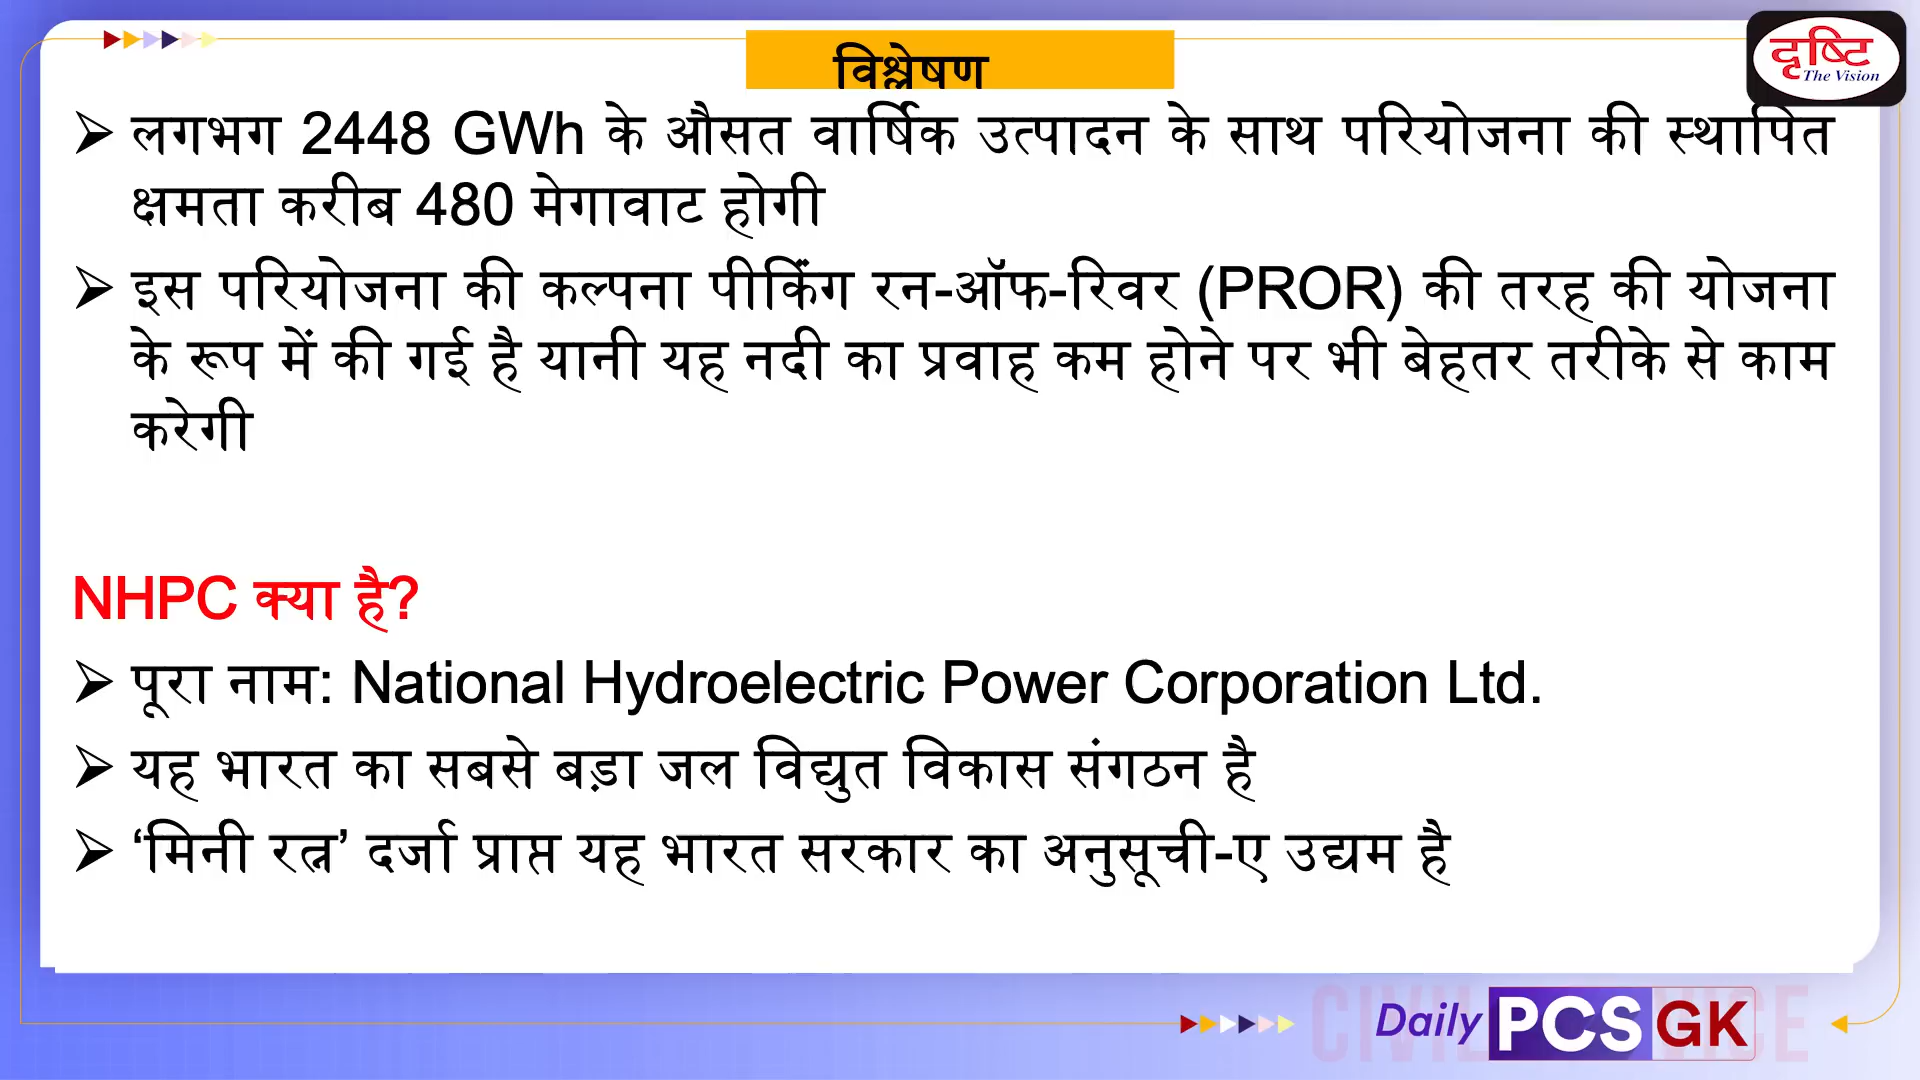 विश्लेषण
दृष्टि
The Vision
➢ लगभग 2448 GWh के औसत वार्षिक उत्पादन के साथ परियोजना की स्थापित
क्षमता करीब 480 मेगावाट होगी
➢ इस परियोजना की कल्पना पीकिंग रन-ऑफ-रिवर (PROR) की तरह की योजना
के रूप में की गई है यानी यह नदी का प्रवाह कम होने पर भी बेहतर तरीके से काम
करेगी
NHPC क्या है?
➢ पूरा नाम: National Hydroelectric Power Corporation Ltd.
➢ यह भारत का सबसे बड़ा जल विद्युत विकास संगठन है
➢ ‘मिनी रत्न’ दर्जा प्राप्त यह भारत सरकार का अनुसूची-ए उद्यम है
Daily PCS GK